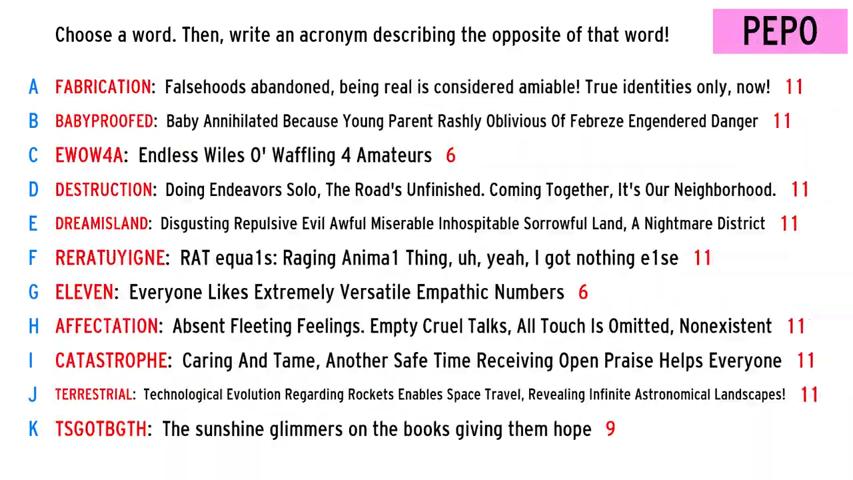 Choose a word. Then, write an acronym describing the opposite of that word!
PEPO
A FABRICATION: Falsehoods abandoned, being real is considered amiable! True identities only, now! 11
B BABYPROOFED: Baby Annihilated Because Young Parent Rashly Oblivious Of Febreze Engendered Danger 11
C EWOW4A: Endless Wiles O' Waffling 4 Amateurs 6
D DESTRUCTION: Doing Endeavors Solo, The Road's Unfinished. Coming Together, It's Our Neighborhood. 11
E DREAMISLAND: Disgusting Repulsive Evil Awful Miserable Inhospitable Sorrowful Land, A Nightmare District 11
F RERATUYIGNE: RAT equa1s: Raging Anima1 Thing, uh, yeah, I got nothing e1se 11
G ELEVEN: Everyone Likes Extremely Versatile Empathic Numbers 6
H AFFECTATION: Absent Fleeting Feelings. Empty Cruel Talks, All Touch Is Omitted, Nonexistent 11
I CATASTROPHE: Caring And Tame, Another Safe Time Receiving Open Praise Helps Everyone 11
J TERRESTRIAL: Technological Evolution Regarding Rockets Enables Space Travel, Revealing Infinite Astronomical Landscapes! 11
K TSGOTBGTH: The sunshine glimmers on the books giving them hope 9